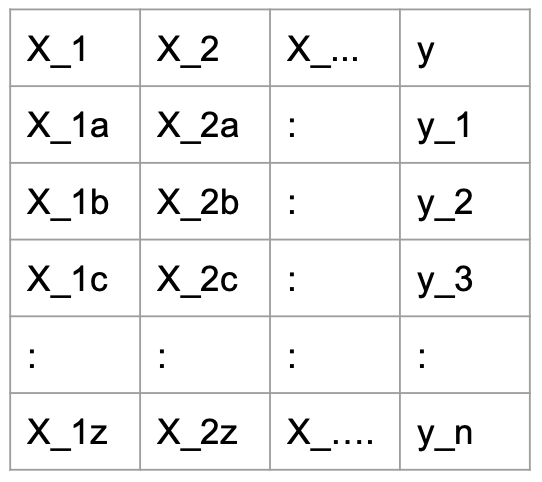 X_1 X_2 X_... y
X_1a X_2a : y_1
X_1b X_2b : y_2
X_1c X_2c : y_3
: : : :
X_1z X_2z X_.... y_n